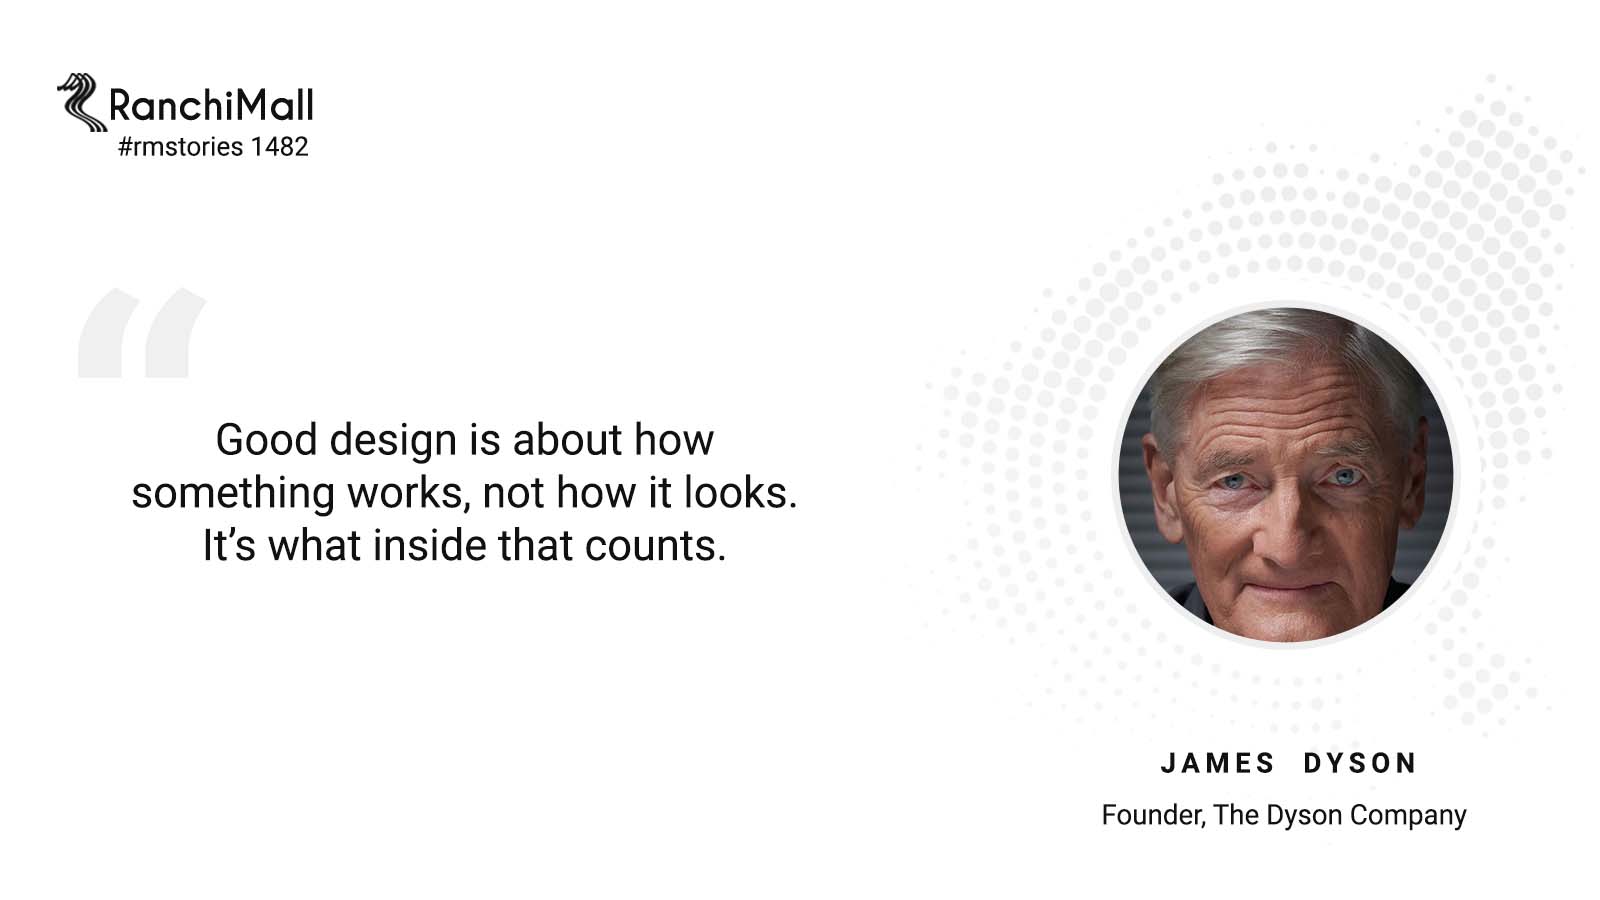 RanchiMall
#rmstories 1482
“
Good design is about how
something works, not how it looks.
It’s what inside that counts.
JAMES DYSON
Founder, The Dyson Company